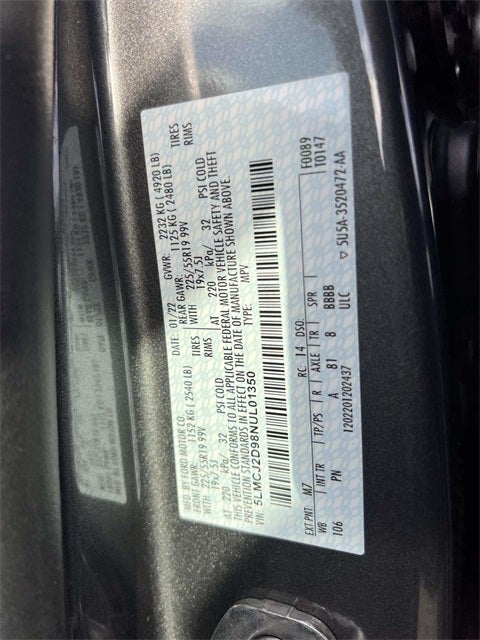 MFD. BY FORD MOTOR CO.
DATE: 01/22 GVWR: 2232 KG ( 4920 LB)
FRONT GAWR: 1152 KG ( 2540 LB) REAR GAWR: 1125 KG ( 2480 LB)
225/55R19 99V WITH 225/55R19 99V TIRES
19x7.5J RIMS 19x7.5J RIMS
AT 220 kPa/ 32 PSI COLD AT 220 kPa/ 32 PSI COLD
THIS VEHICLE CONFORMS TO ALL APPLICABLE FEDERAL MOTOR VEHICLE SAFETY AND THEFT
PREVENTION STANDARDS IN EFFECT ON THE DATE OF MANUFACTURE SHOWN ABOVE.
VIN: 5LMCJ2D98NUL01350 TYPE: MPV
F0089
T0147
EXT PNT: M7 RC: 14 DSO:
WB INT TR TP/PS R AXLE TR SPR
106 PN A 81 8 BBBB
1202201202437 ULC
▽ 5U5A-3520472-AA